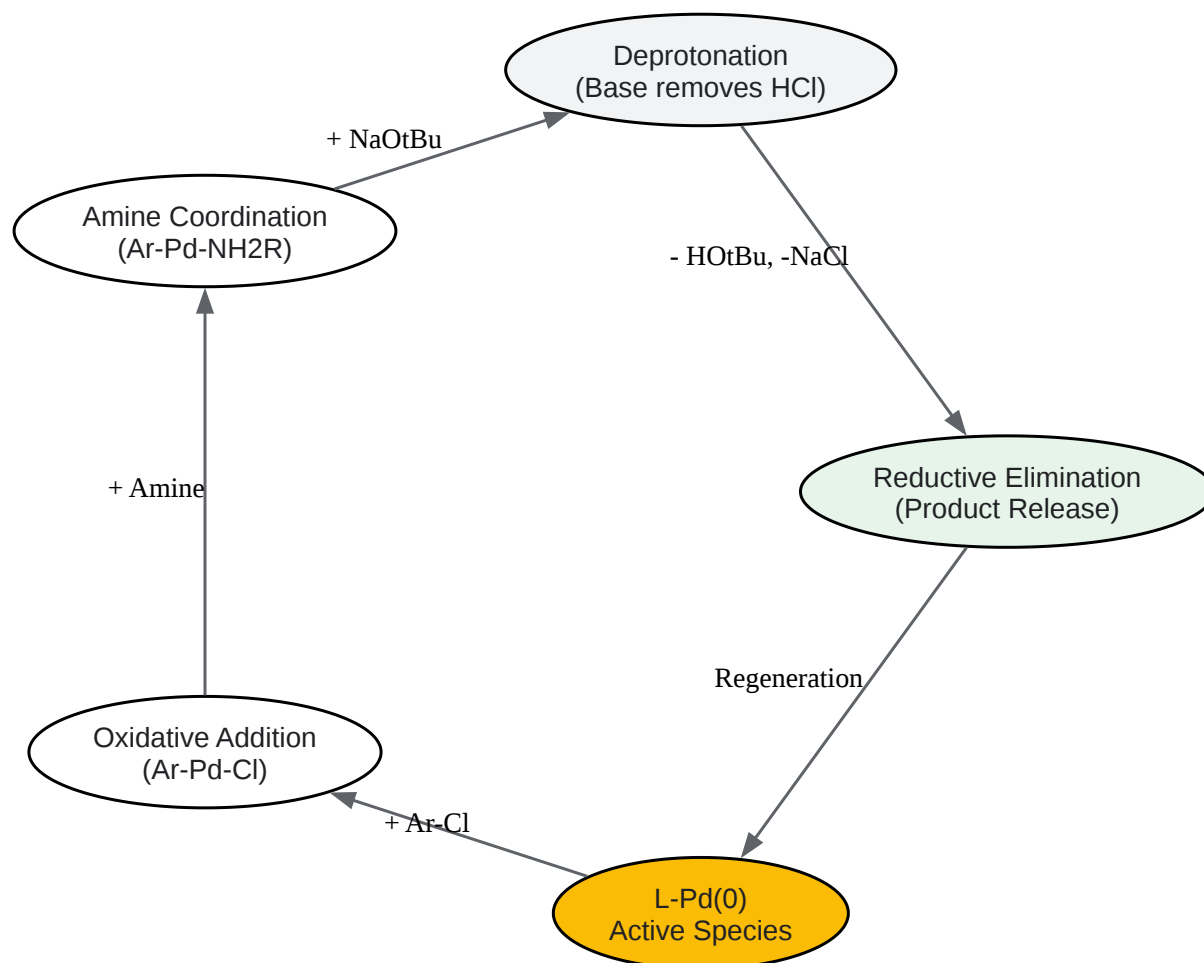 Deprotonation
(Base removes HCl)
+ NaOtBu
Amine Coordination
(Ar-Pd-NH2R)
- HOtBu, -NaCl
Reductive Elimination
(Product Release)
+ Amine
Regeneration
Oxidative Addition
(Ar-Pd-Cl)
+ Ar-Cl
L-Pd(0)
Active Species